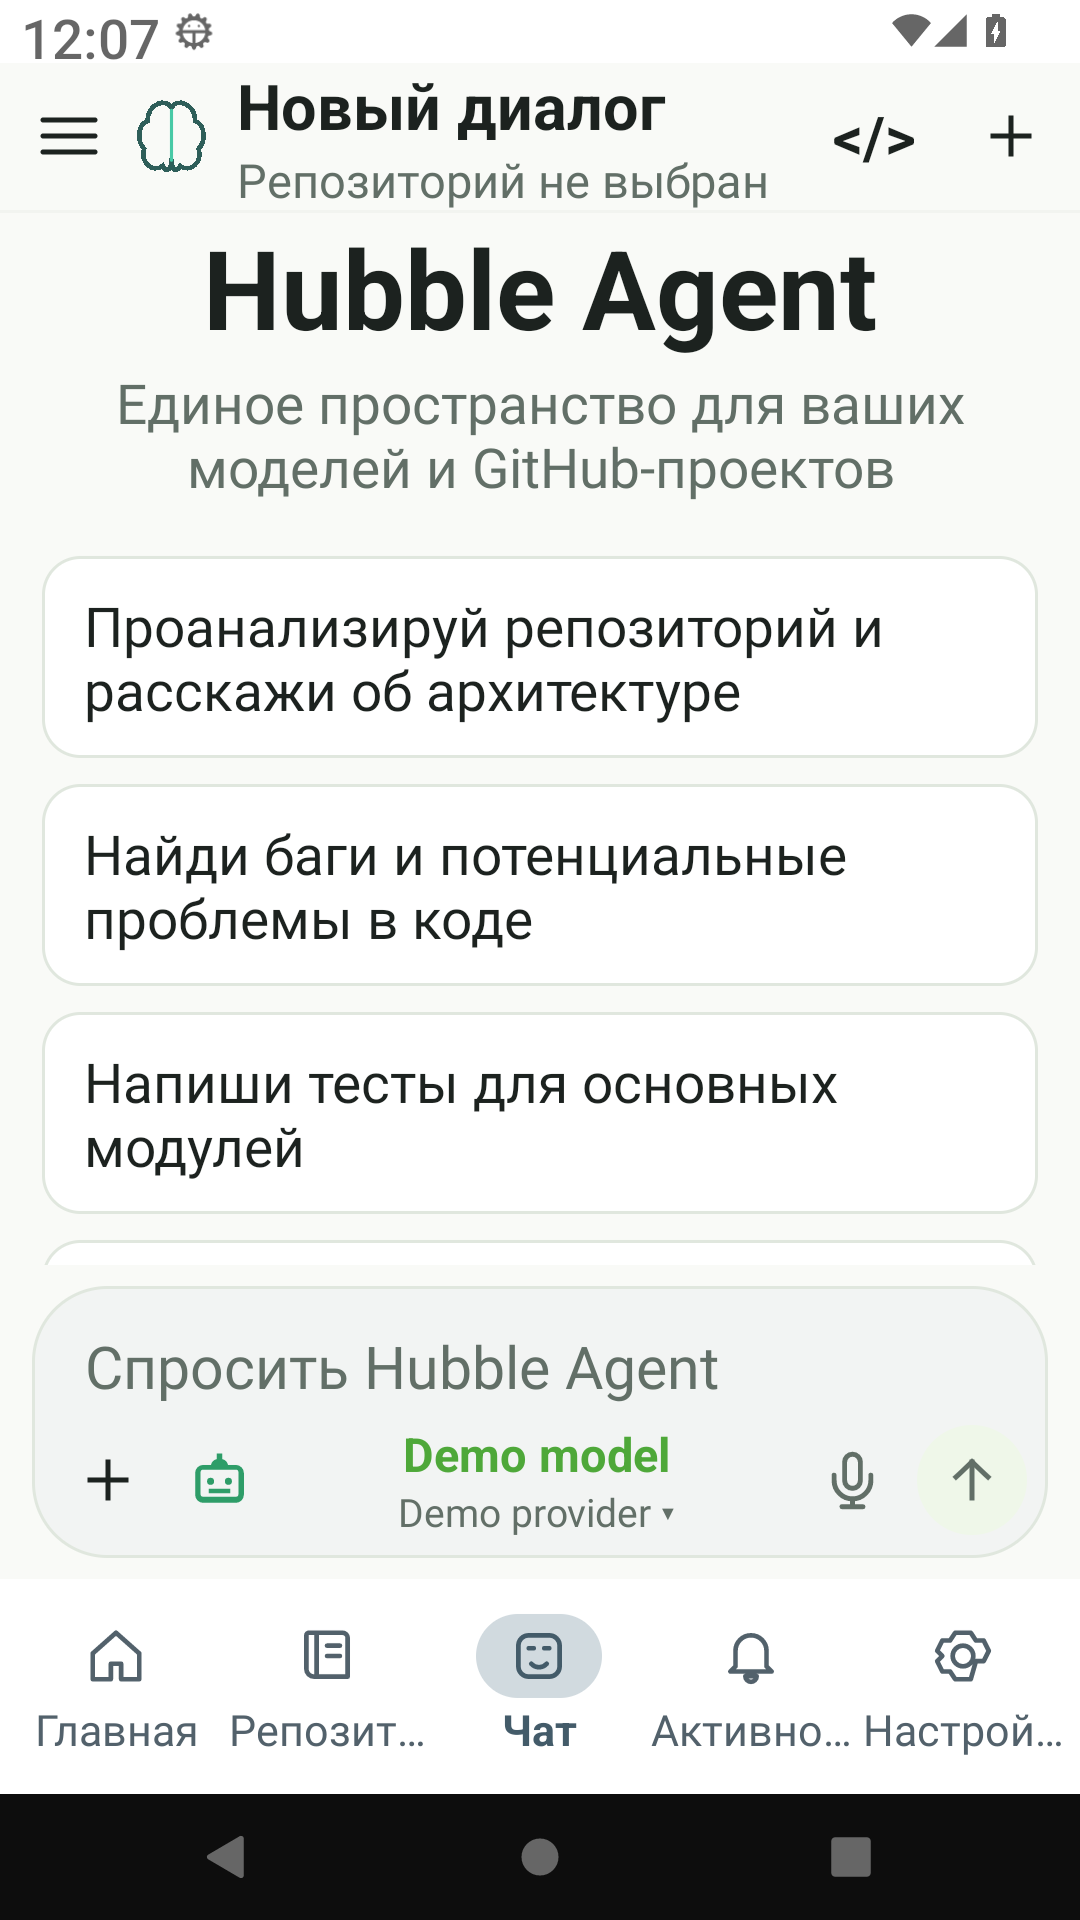 12:07
Новый диалог
Репозиторий не выбран
</>
Hubble Agent
Единое пространство для ваших
моделей и GitHub-проектов
Проанализируй репозиторий и
расскажи об архитектуре
Найди баги и потенциальные
проблемы в коде
Напиши тесты для основных
модулей
Спросить Hubble Agent
Demo model
Demo provider ▾
Главная
Репозит...
Чат
Активно...
Настрой...